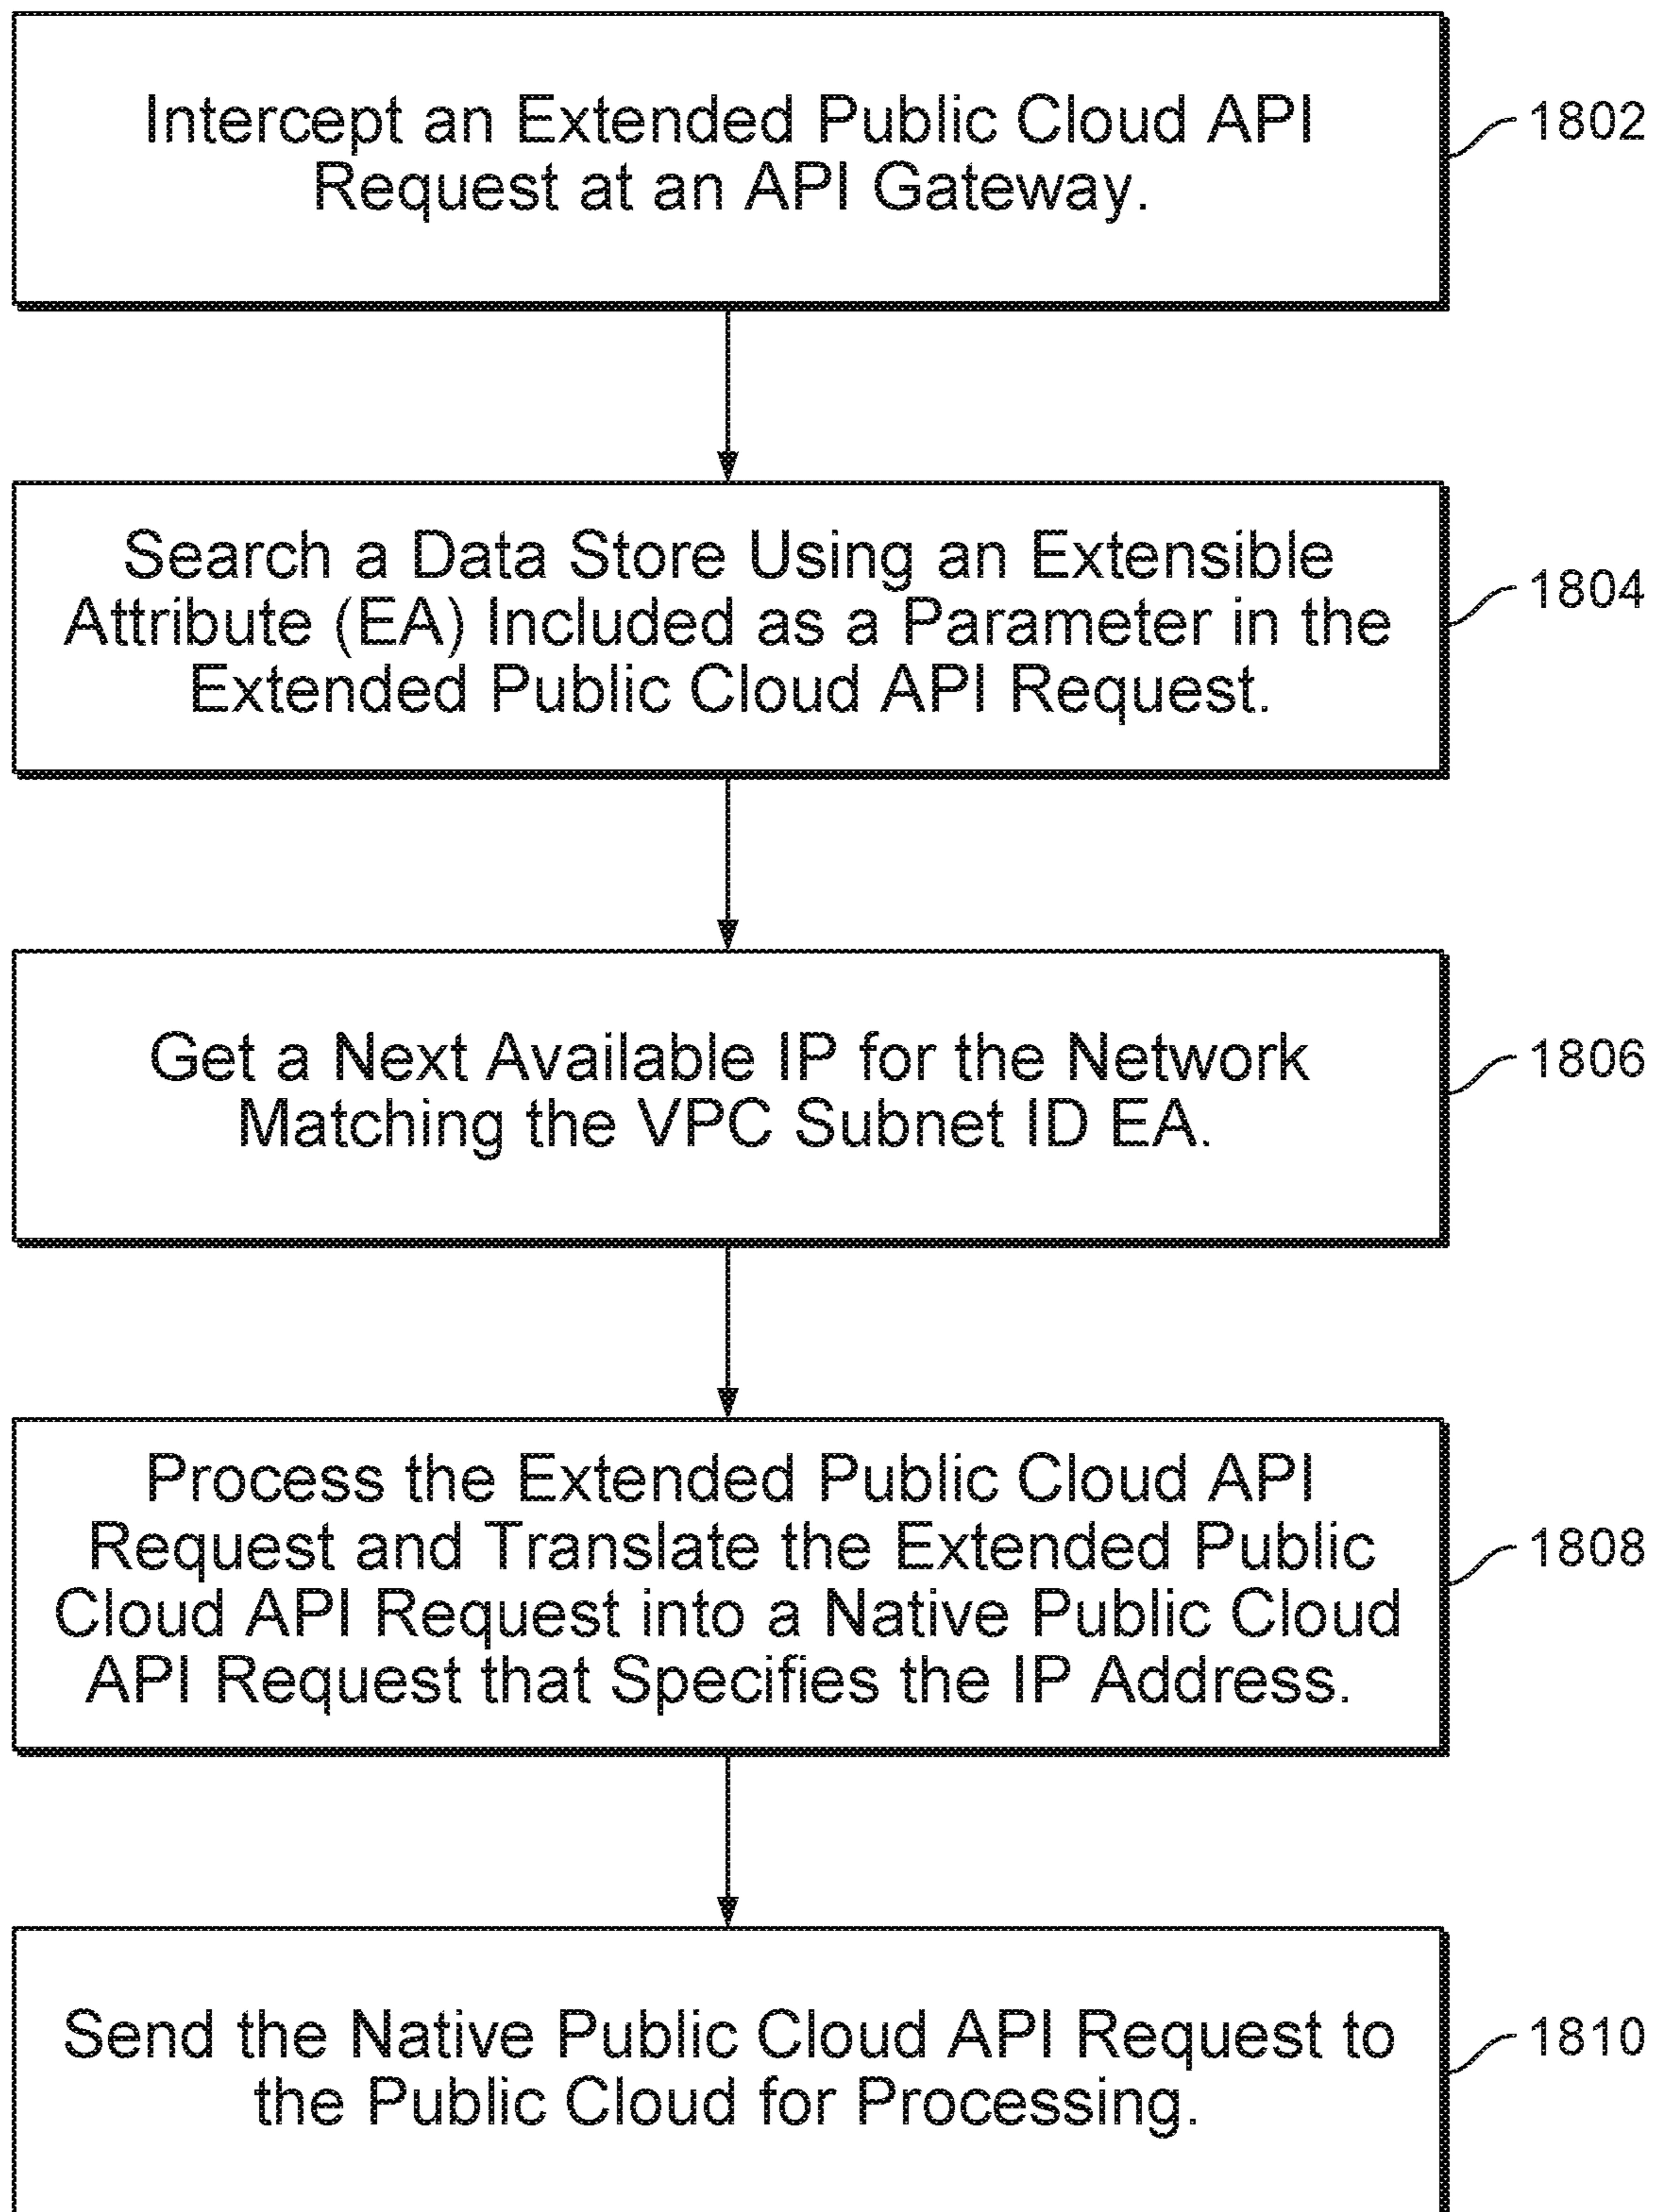 Intercept an Extended Public Cloud API
Request at an API Gateway.
1802
Search a Data Store Using an Extensible
Attribute (EA) Included as a Parameter in the
Extended Public Cloud API Request.
1804
Get a Next Available IP for the Network
Matching the VPC Subnet ID EA.
1806
Process the Extended Public Cloud API
Request and Translate the Extended Public
Cloud API Request into a Native Public Cloud
API Request that Specifies the IP Address.
1808
Send the Native Public Cloud API Request to
the Public Cloud for Processing.
1810